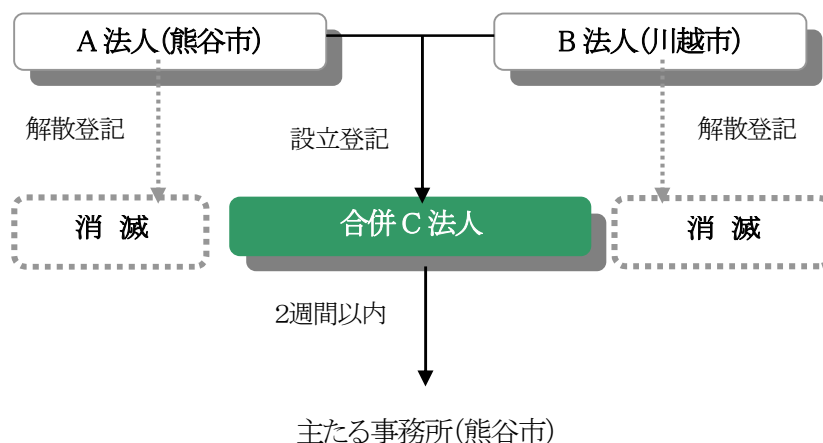 A法人(熊谷市)
B法人(川越市)
解散登記
設立登記
解散登記
消 滅
合併C法人
消 滅
2週間以内
主たる事務所(熊谷市)